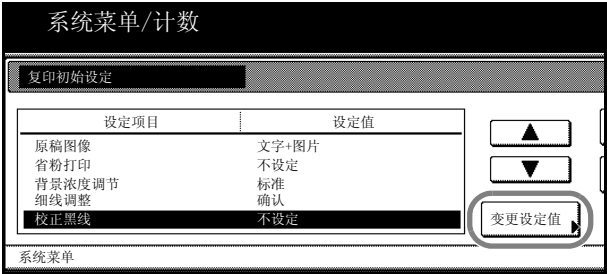 系统菜单/计数
复印初始设定
设定项目 设定值
原稿图像 文字+图片
省粉打印 不设定
背景浓度调节 标准
细线调整 确认
校正黑线 不设定
变更设定值
系统菜单